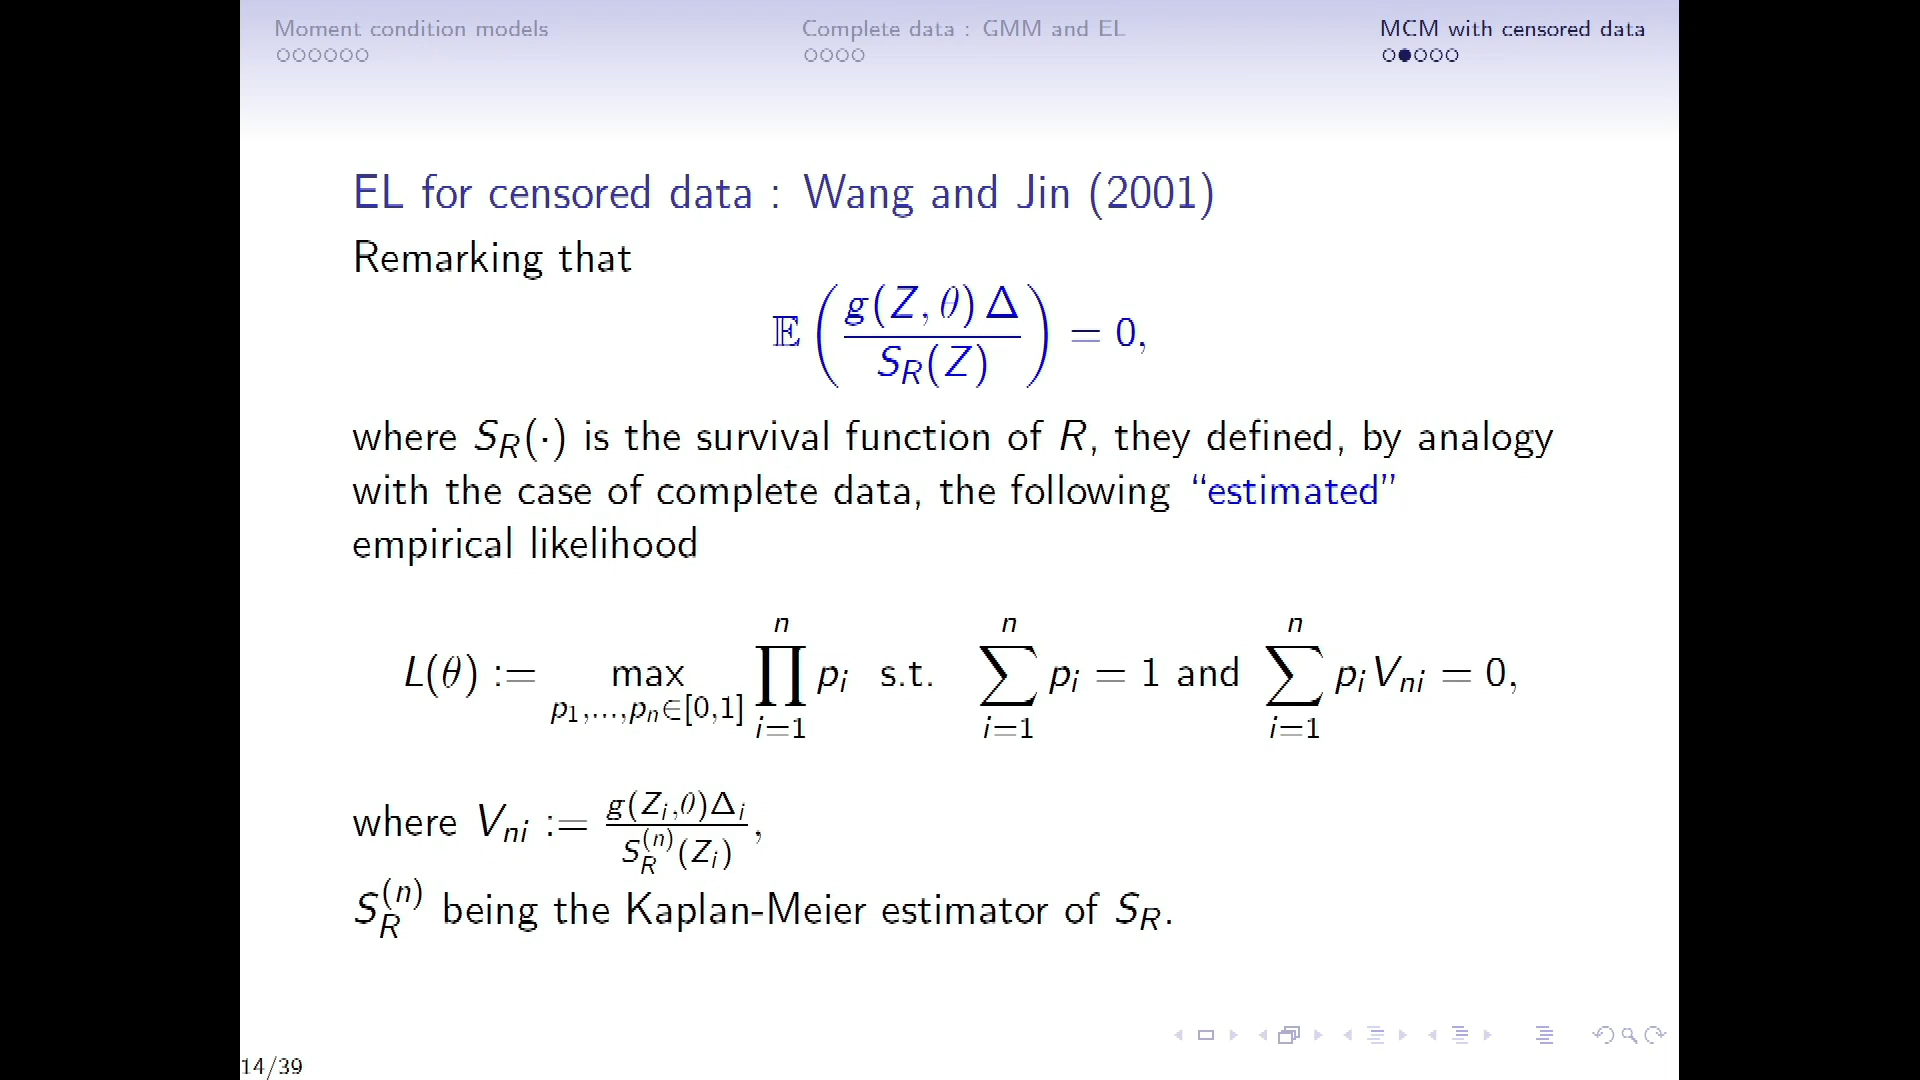 Moment condition models
Complete data : GMM and EL
MCM with censored data
EL for censored data : Wang and Jin (2001)
Remarking that
𝔼 ( g(Z, θ) Δ / S_R(Z) ) = 0,
where S_R(·) is the survival function of R, they defined, by analogy
with the case of complete data, the following “estimated”
empirical likelihood
L(θ) := max_{p_1,...,p_n∈[0,1]} ∏_{i=1}^{n} p_i s.t. ∑_{i=1}^{n} p_i = 1 and ∑_{i=1}^{n} p_i V_{ni} = 0,
where V_{ni} := g(Z_i,θ)Δ_i / S_R^{(n)}(Z_i),
S_R^{(n)} being the Kaplan-Meier estimator of S_R.
14/39